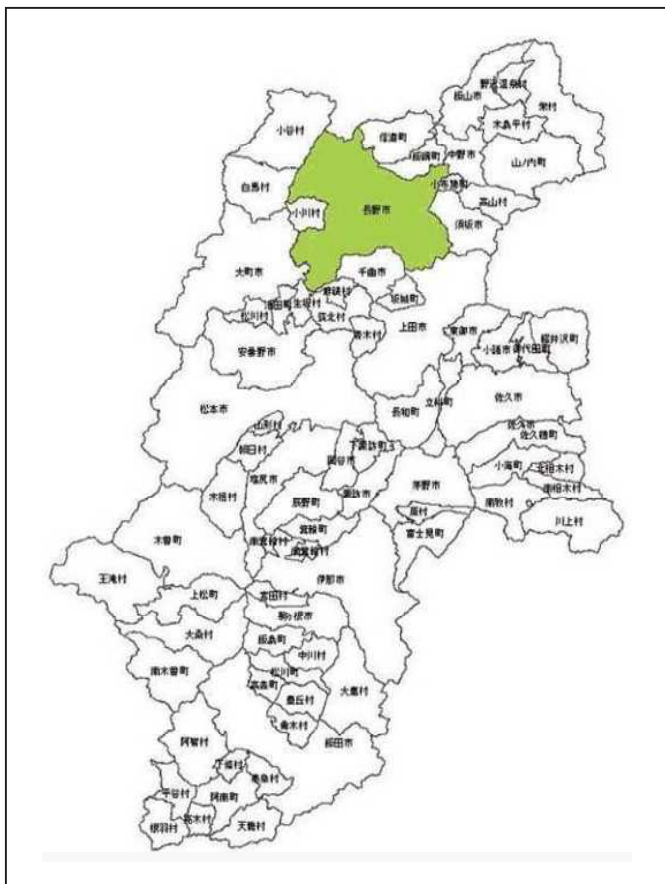 野沢温泉村
飯山市
栄村
小谷村
信濃町
木島平村
飯綱町
中野市
山ノ内町
白馬村
小布施町
高山村
長野市
小川村
須坂市
大町市
千曲市
麻績村
生坂村
池田町
坂城町
松川村
筑北村
上田市
青木村
東御市
軽井沢町
小諸市
御代田町
安曇野市
佐久市
松本市
長和町
立科町
山形村
佐久市
佐久穂町
朝日村
下諏訪町
岡谷市
小海町
北相木村
塩尻市
茅野市
南相木村
木祖村
辰野町
諏訪市
原村
南牧村
箕輪町
富士見町
川上村
木曽町
南箕輪村
南箕輪村
王滝村
伊那市
上松町
宮田村
駒ヶ根市
大桑村
飯島町
中川村
南木曽町
松川町
高森町
大鹿村
豊丘村
喬木村
飯田市
阿智村
下條村
泰阜村
平谷村
阿南町
売木村
根羽村
天龍村